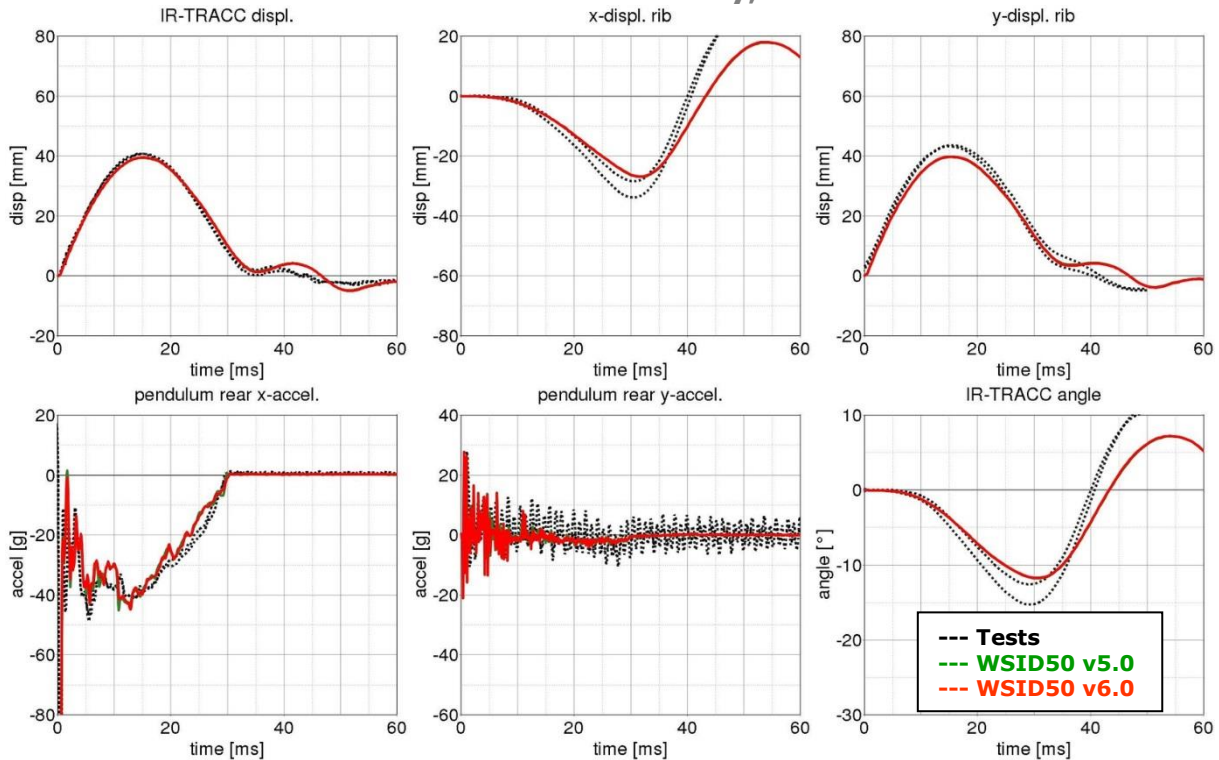 IR-TRACC displ.
x-displ. rib
y-displ. rib
80
60
40
20
0
-20
disp [mm]
0 20 40 60
time [ms]
20
0
-20
-40
-60
-80
disp [mm]
0 20 40 60
time [ms]
80
60
40
20
0
-20
disp [mm]
0 20 40 60
time [ms]
pendulum rear x-accel.
pendulum rear y-accel.
IR-TRACC angle
20
0
-20
-40
-60
-80
accel [g]
0 20 40 60
time [ms]
40
20
0
-20
-40
-60
accel [g]
0 20 40 60
time [ms]
10
0
-10
-20
-30
angle [°]
0 20 40 60
time [ms]
--- Tests
--- WSID50 v5.0
--- WSID50 v6.0